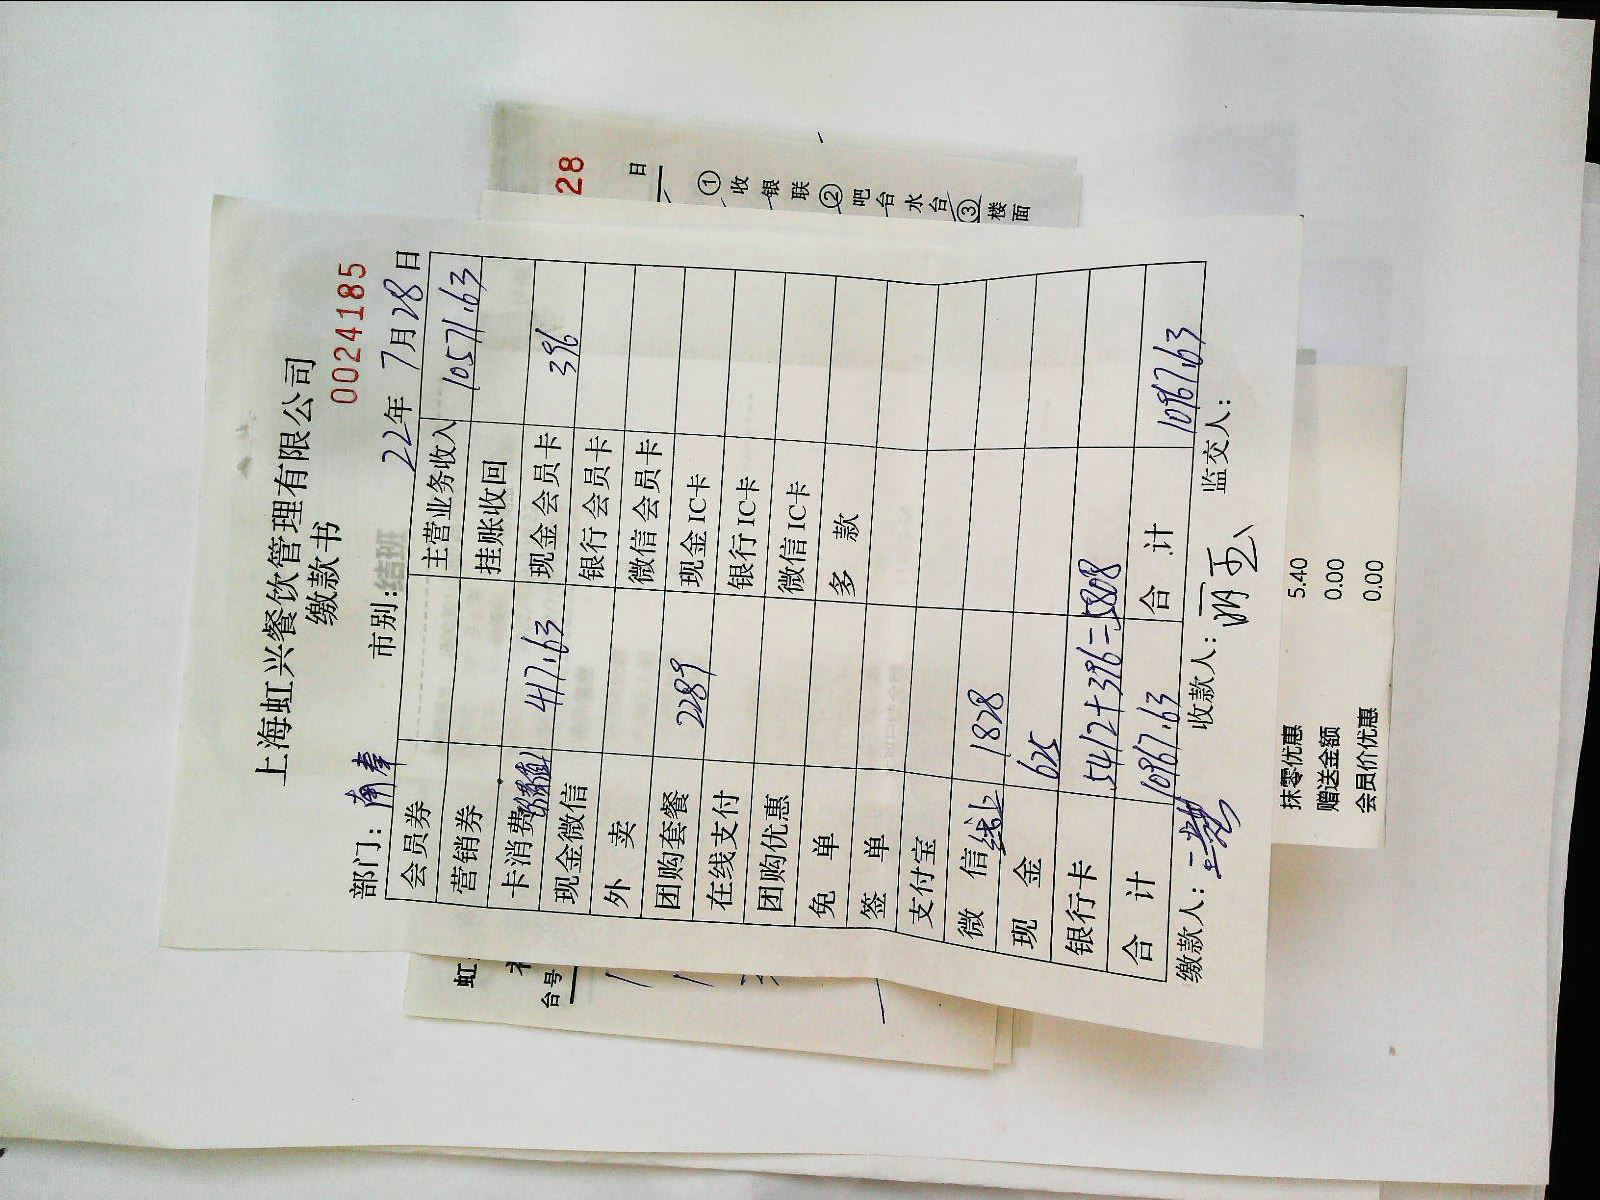 上海虹兴餐饮管理有限公司
缴款书
0024185
部门: 南岸 市别: 22年 7月28日
会员券 主营业务收入 10571.63
营销券 挂账收回
卡消费 417.63 现金会员卡 396
现金微信 银行会员卡
外 卖 微信会员卡
团购套餐 2289 现金IC卡
在线支付 银行IC卡
团购优惠 微信IC卡
免 单 多 款
签 单
支付宝
微 信 线上 1828
现 金 625
银行卡 5412+396=5808
合 计 10967.63 合 计 10967.63
缴款人: 收款人: 监交人:
28
日
①收银联②吧台水台③楼面
虹
台号
抹零优惠 5.40
赠送金额 0.00
会员价优惠 0.00